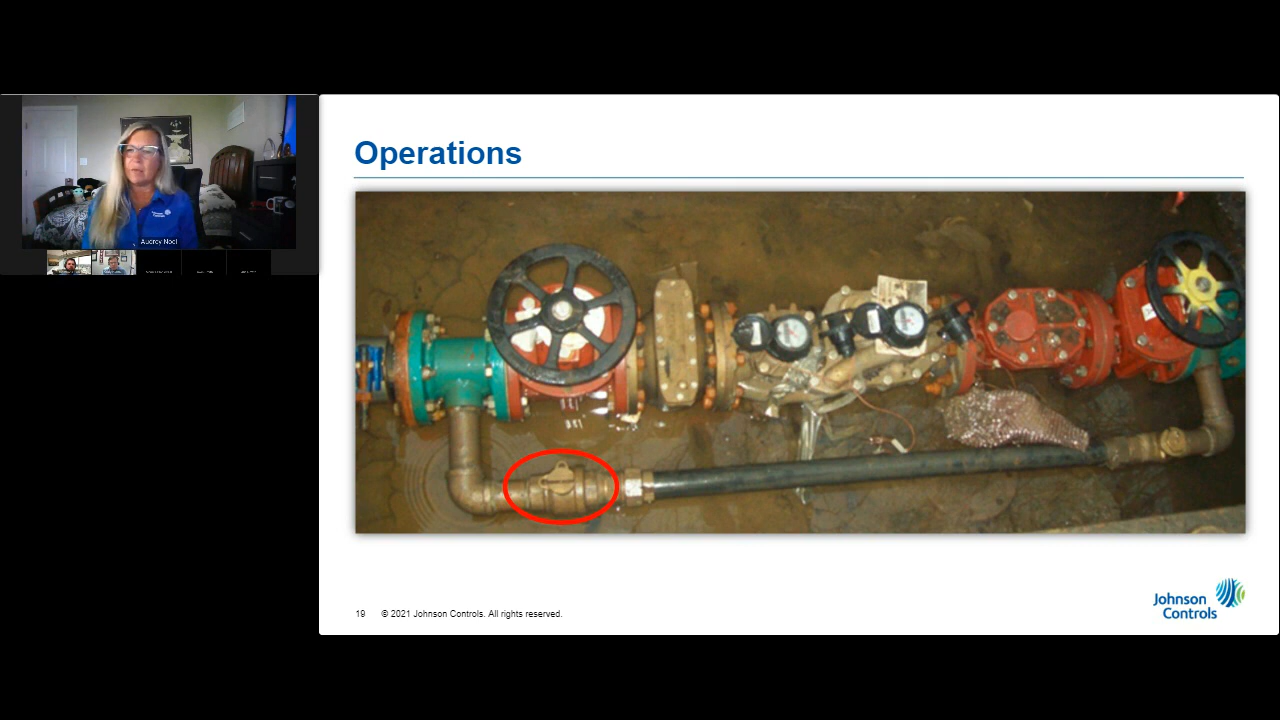 Audrey Noel
Operations
19 © 2021 Johnson Controls. All rights reserved.
Johnson
Controls